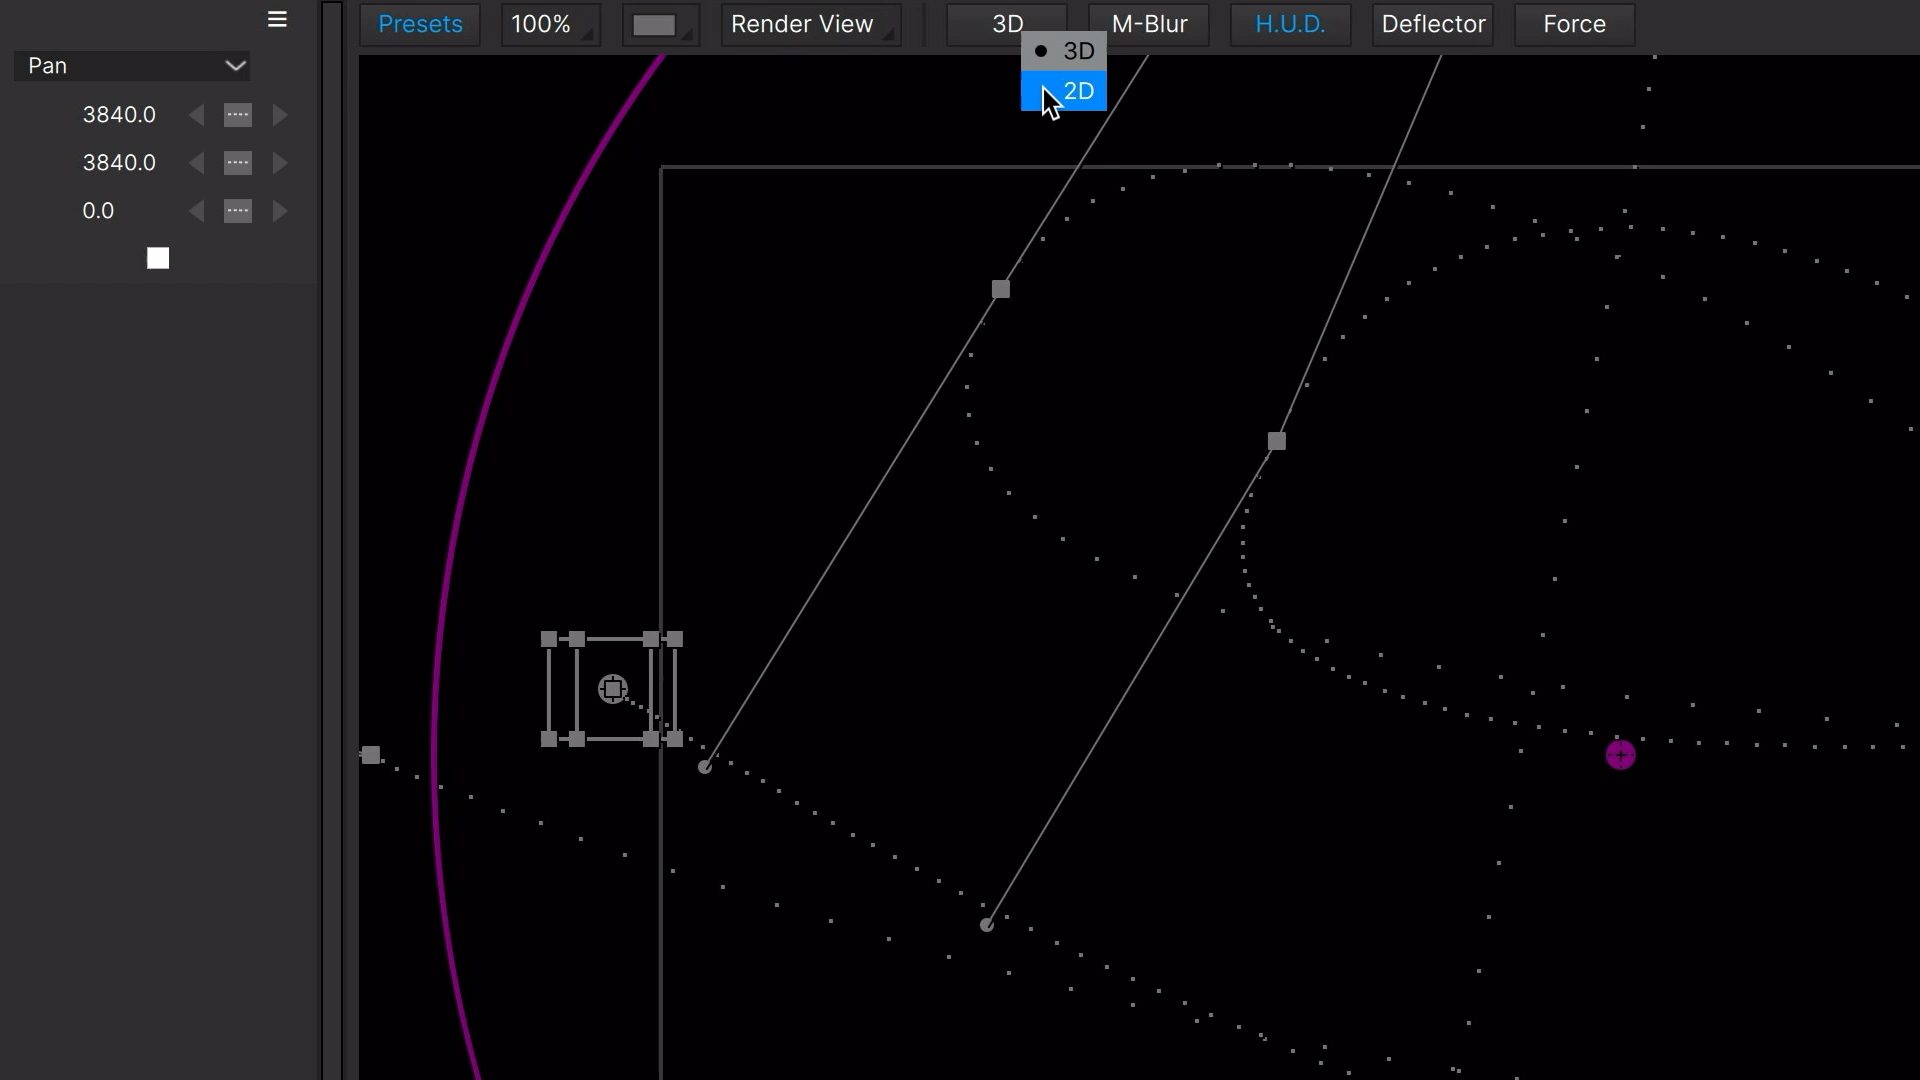 Presets 100% Render View 3D M-Blur H.U.D. Deflector Force
3D
2D
Pan
3840.0
3840.0
0.0